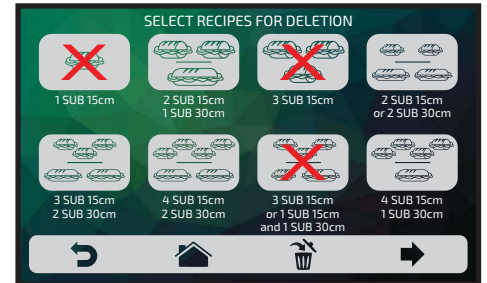 SELECT RECIPES FOR DELETION
1 SUB 15cm
2 SUB 15cm
1 SUB 30cm
3 SUB 15cm
2 SUB 15cm
or 2 SUB 30cm
3 SUB 15cm
2 SUB 30cm
4 SUB 15cm
2 SUB 30cm
3 SUB 15cm
or 1 SUB 15cm
and 1 SUB 30cm
4 SUB 15cm
1 SUB 30cm